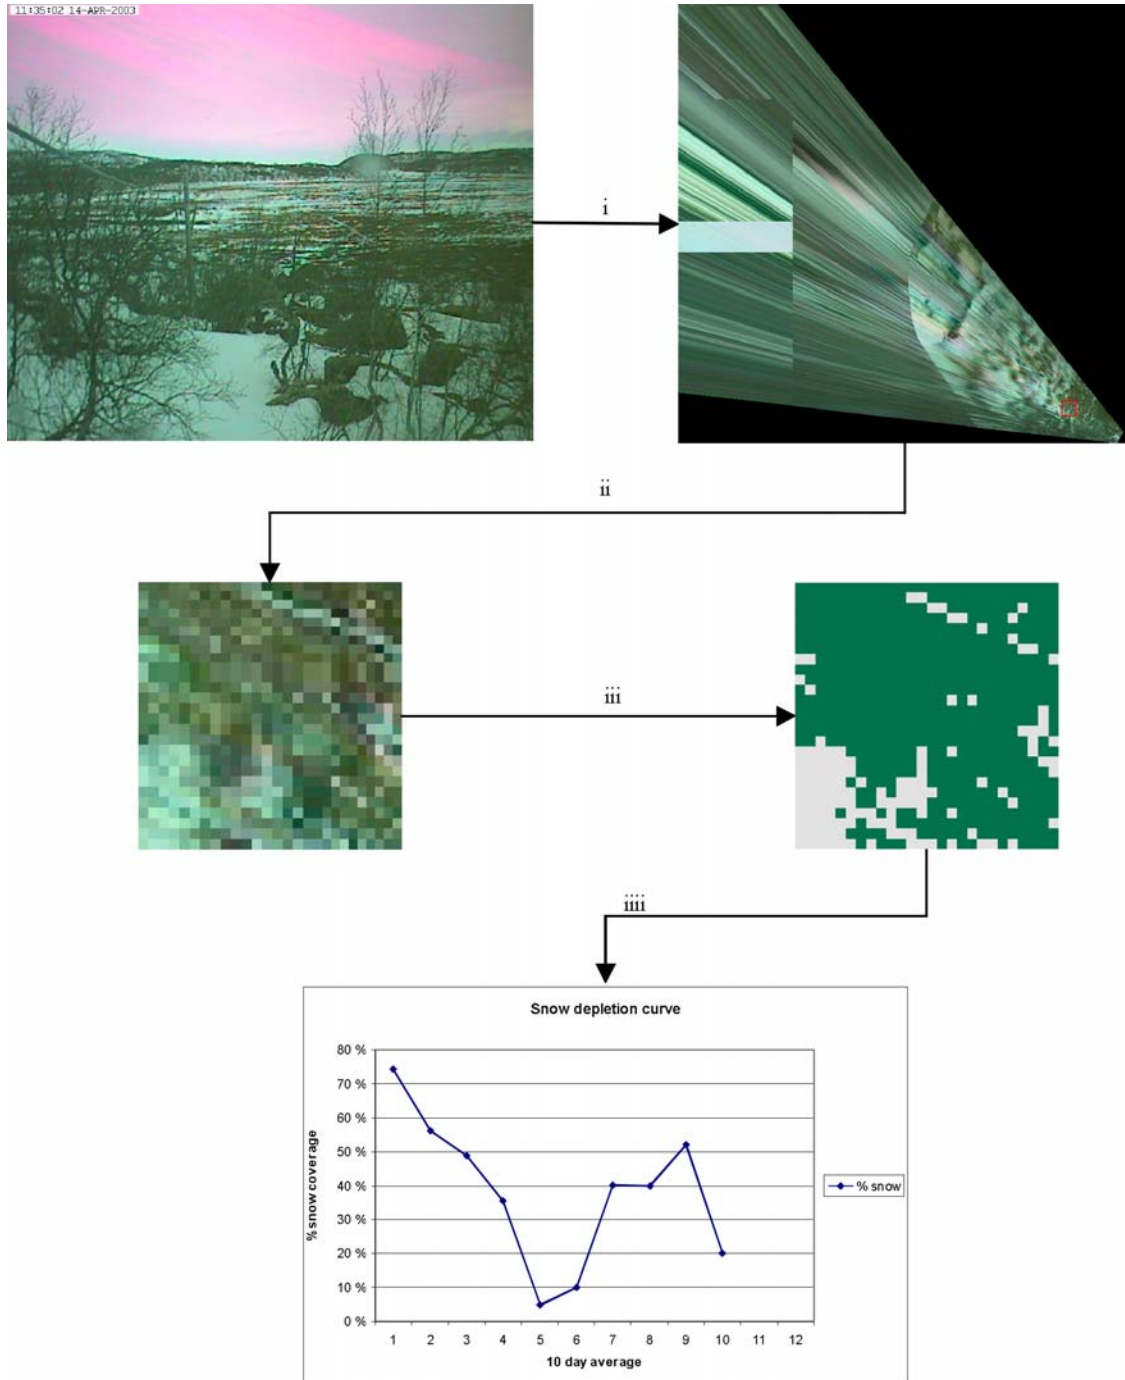 11:35:02 14-APR-2003
i
ii
iii
iiii
Snow depletion curve
80 %
70 %
60 %
50 %
40 %
30 %
20 %
10 %
0 %
% snow coverage
1 2 3 4 5 6 7 8 9 10 11 12
10 day average
% snow